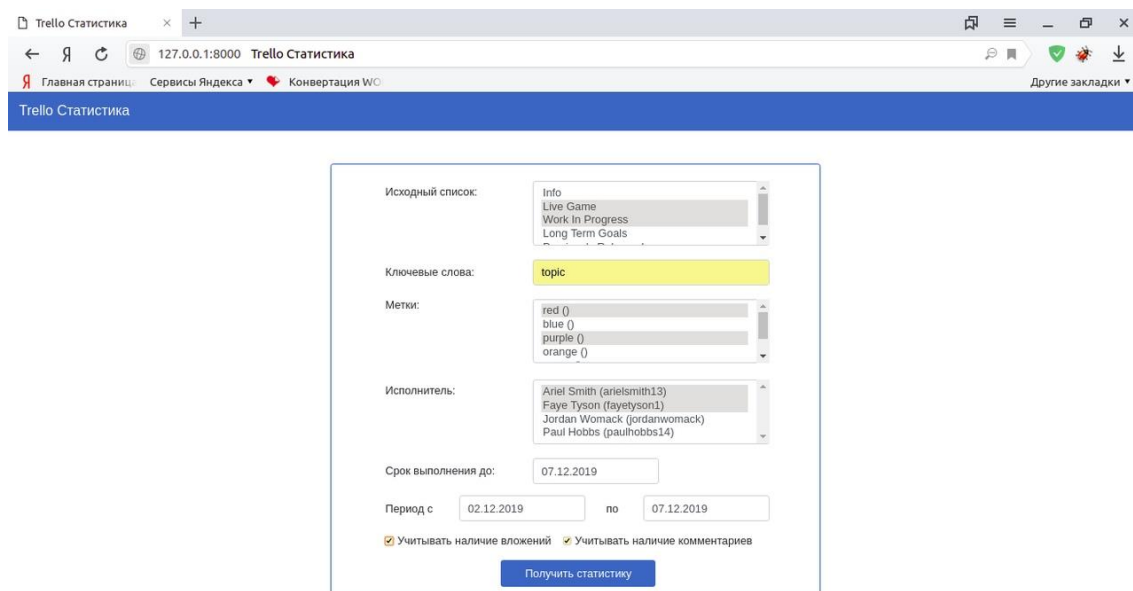 Trello Статистика
127.0.0.1:8000 Trello Статистика
Я Главная страниц Сервисы Яндекса Конвертация WO Другие закладки
Trello Статистика
Исходный список:
Info
Live Game
Work In Progress
Long Term Goals
Ключевые слова: topic
Метки:
red ()
blue ()
purple ()
orange ()
Исполнитель:
Ariel Smith (arielsmith13)
Faye Tyson (fayetyson1)
Jordan Womack (jordanwomack)
Paul Hobbs (paulhobbs14)
Срок выполнения до: 07.12.2019
Период с 02.12.2019 по 07.12.2019
Учитывать наличие вложений Учитывать наличие комментариев
Получить статистику